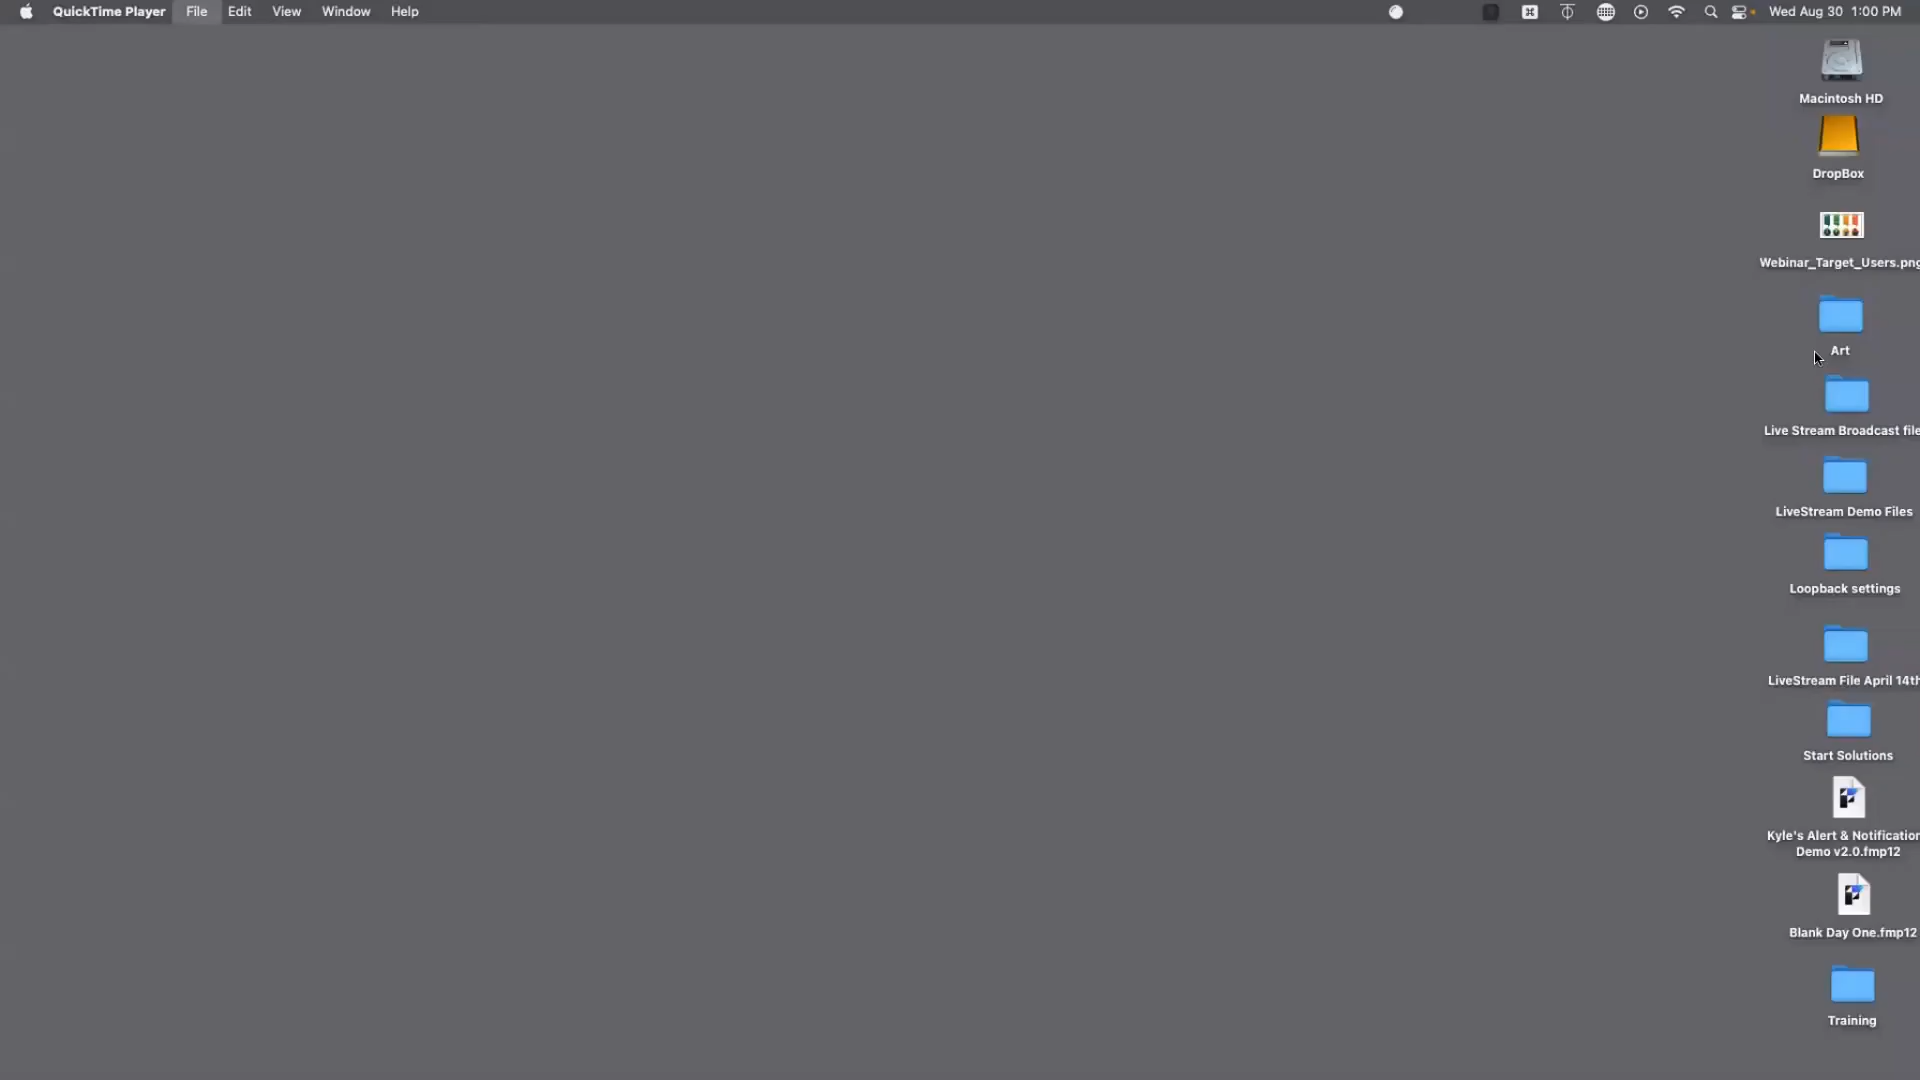 QuickTime Player File Edit View Window Help Wed Aug 30 1:00 PM
Macintosh HD
DropBox
Webinar_Target_Users.png
Art
Live Stream Broadcast file
LiveStream Demo Files
Loopback settings
LiveStream File April 14th
Start Solutions
Kyle's Alert & Notification
Demo v2.0.fmp12
Blank Day One.fmp12
Training